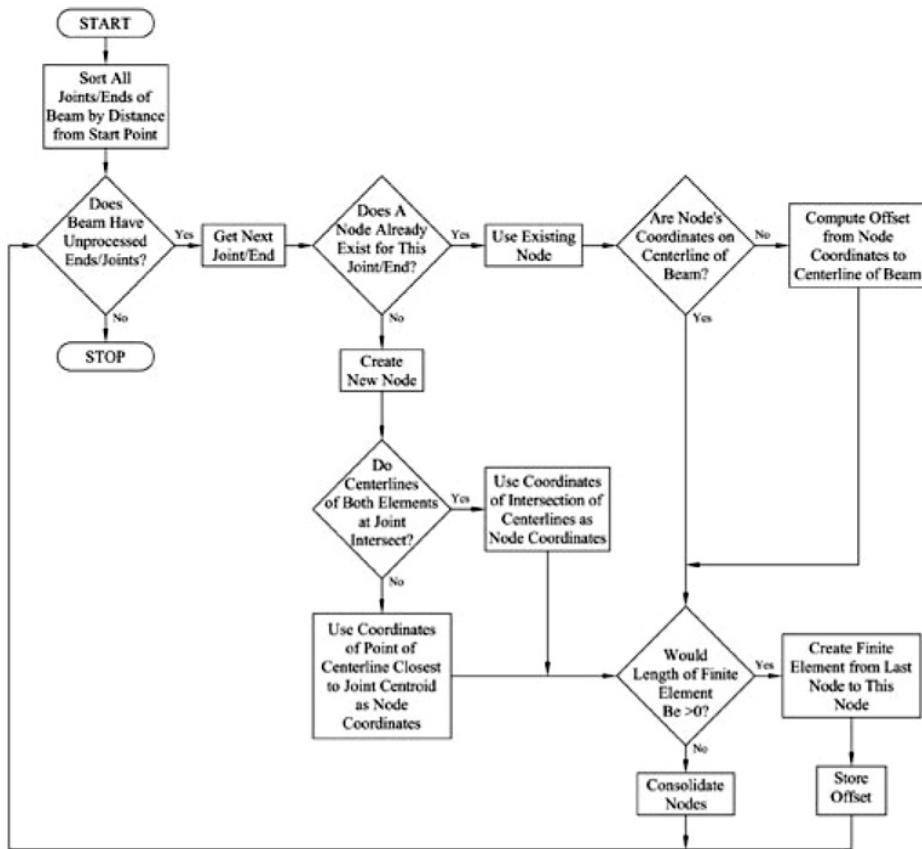 START
Sort All
Joints/Ends of
Beam by Distance
from Start Point
Does
Beam Have
Unprocessed
Ends/Joints?
Yes
No
STOP
Get Next
Joint/End
Does A
Node Already
Exist for This
Joint/End?
Yes
No
Use Existing
Node
Are Node's
Coordinates on
Centerline of
Beam?
No
Yes
Compute Offset
from Node
Coordinates to
Centerline of Beam
Create
New Node
Do
Centerlines
of Both Elements
at Joint
Intersect?
Yes
No
Use Coordinates
of Intersection of
Centerlines as
Node Coordinates
Use Coordinates
of Point of
Centerline Closest
to Joint Centroid
as Node
Coordinates
Would
Length of Finite
Element
Be >0?
Yes
No
Create Finite
Element from Last
Node to This
Node
Consolidate
Nodes
Store
Offset